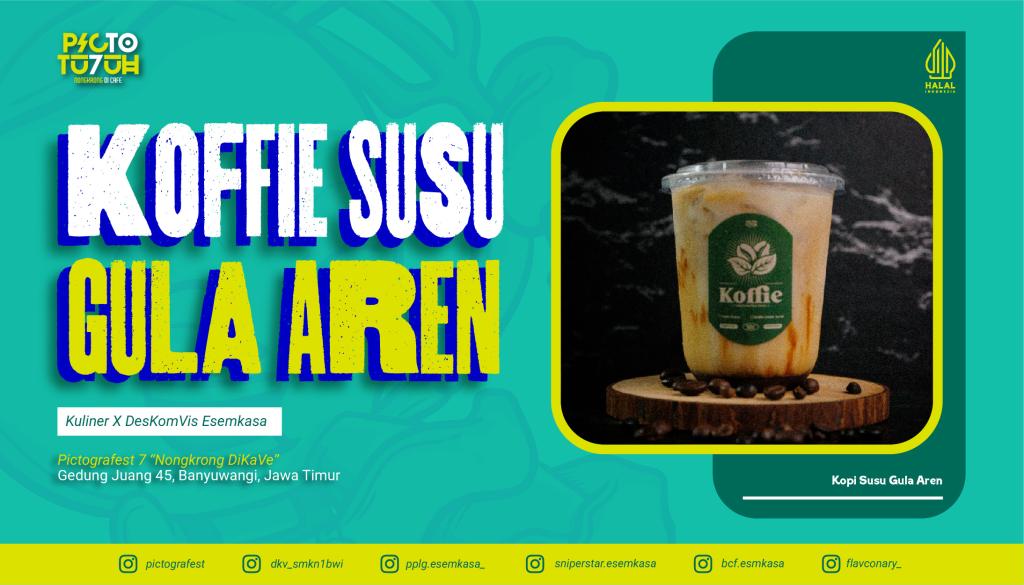 PICTO
TU7UH
NONGKRONG DI CAFE
HALAL
INDONESIA
KOFFIE SUSU
GULA AREN
Koffie
Kuliner X DesKomVis Esemkasa
Pictografest 7 “Nongkrong DiKaVe”
Gedung Juang 45, Banyuwangi, Jawa Timur
Kopi Susu Gula Aren
pictografest
dkv_smkn1bwi
pplg.esemkasa_
sniperstar.esemkasa
bcf.esmkasa
flavconary_